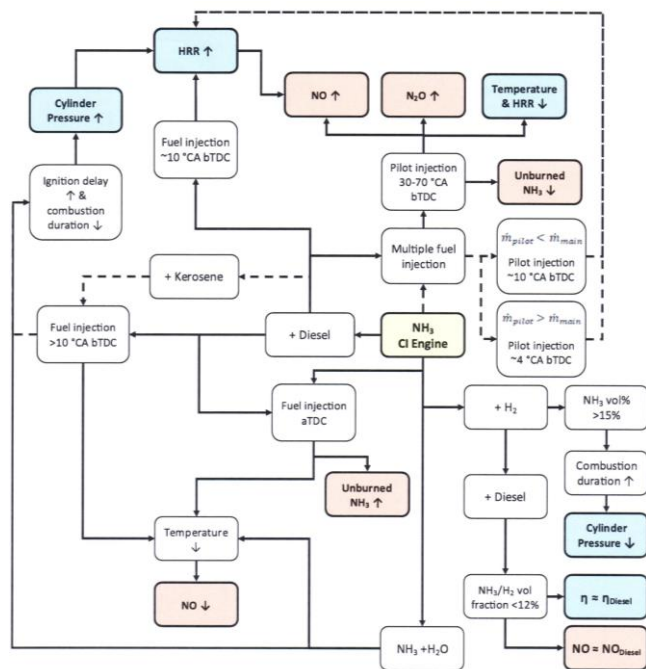 HRR ↑
NO ↑
N₂O ↑
Temperature
& HRR ↓
Cylinder
Pressure ↑
Fuel injection
~10 °CA bTDC
Pilot injection
30-70 °CA
bTDC
Unburned
NH₃ ↓
Ignition delay
↑ &
combustion
duration ↓
Multiple fuel
injection
ṁpilot < ṁmain
Pilot injection
~10 °CA bTDC
+ Kerosene
Fuel injection
>10 °CA bTDC
+ Diesel
NH₃
CI Engine
ṁpilot > ṁmain
Pilot injection
~4 °CA bTDC
Fuel injection
aTDC
+ H₂
NH₃ vol%
>15%
Unburned
NH₃ ↑
Combustion
duration ↑
+ Diesel
Temperature
↓
Cylinder
Pressure ↓
NO ↓
NH₃/H₂ vol
fraction <12%
η ≈ ηDiesel
NH₃ +H₂O
NO ≈ NODiesel